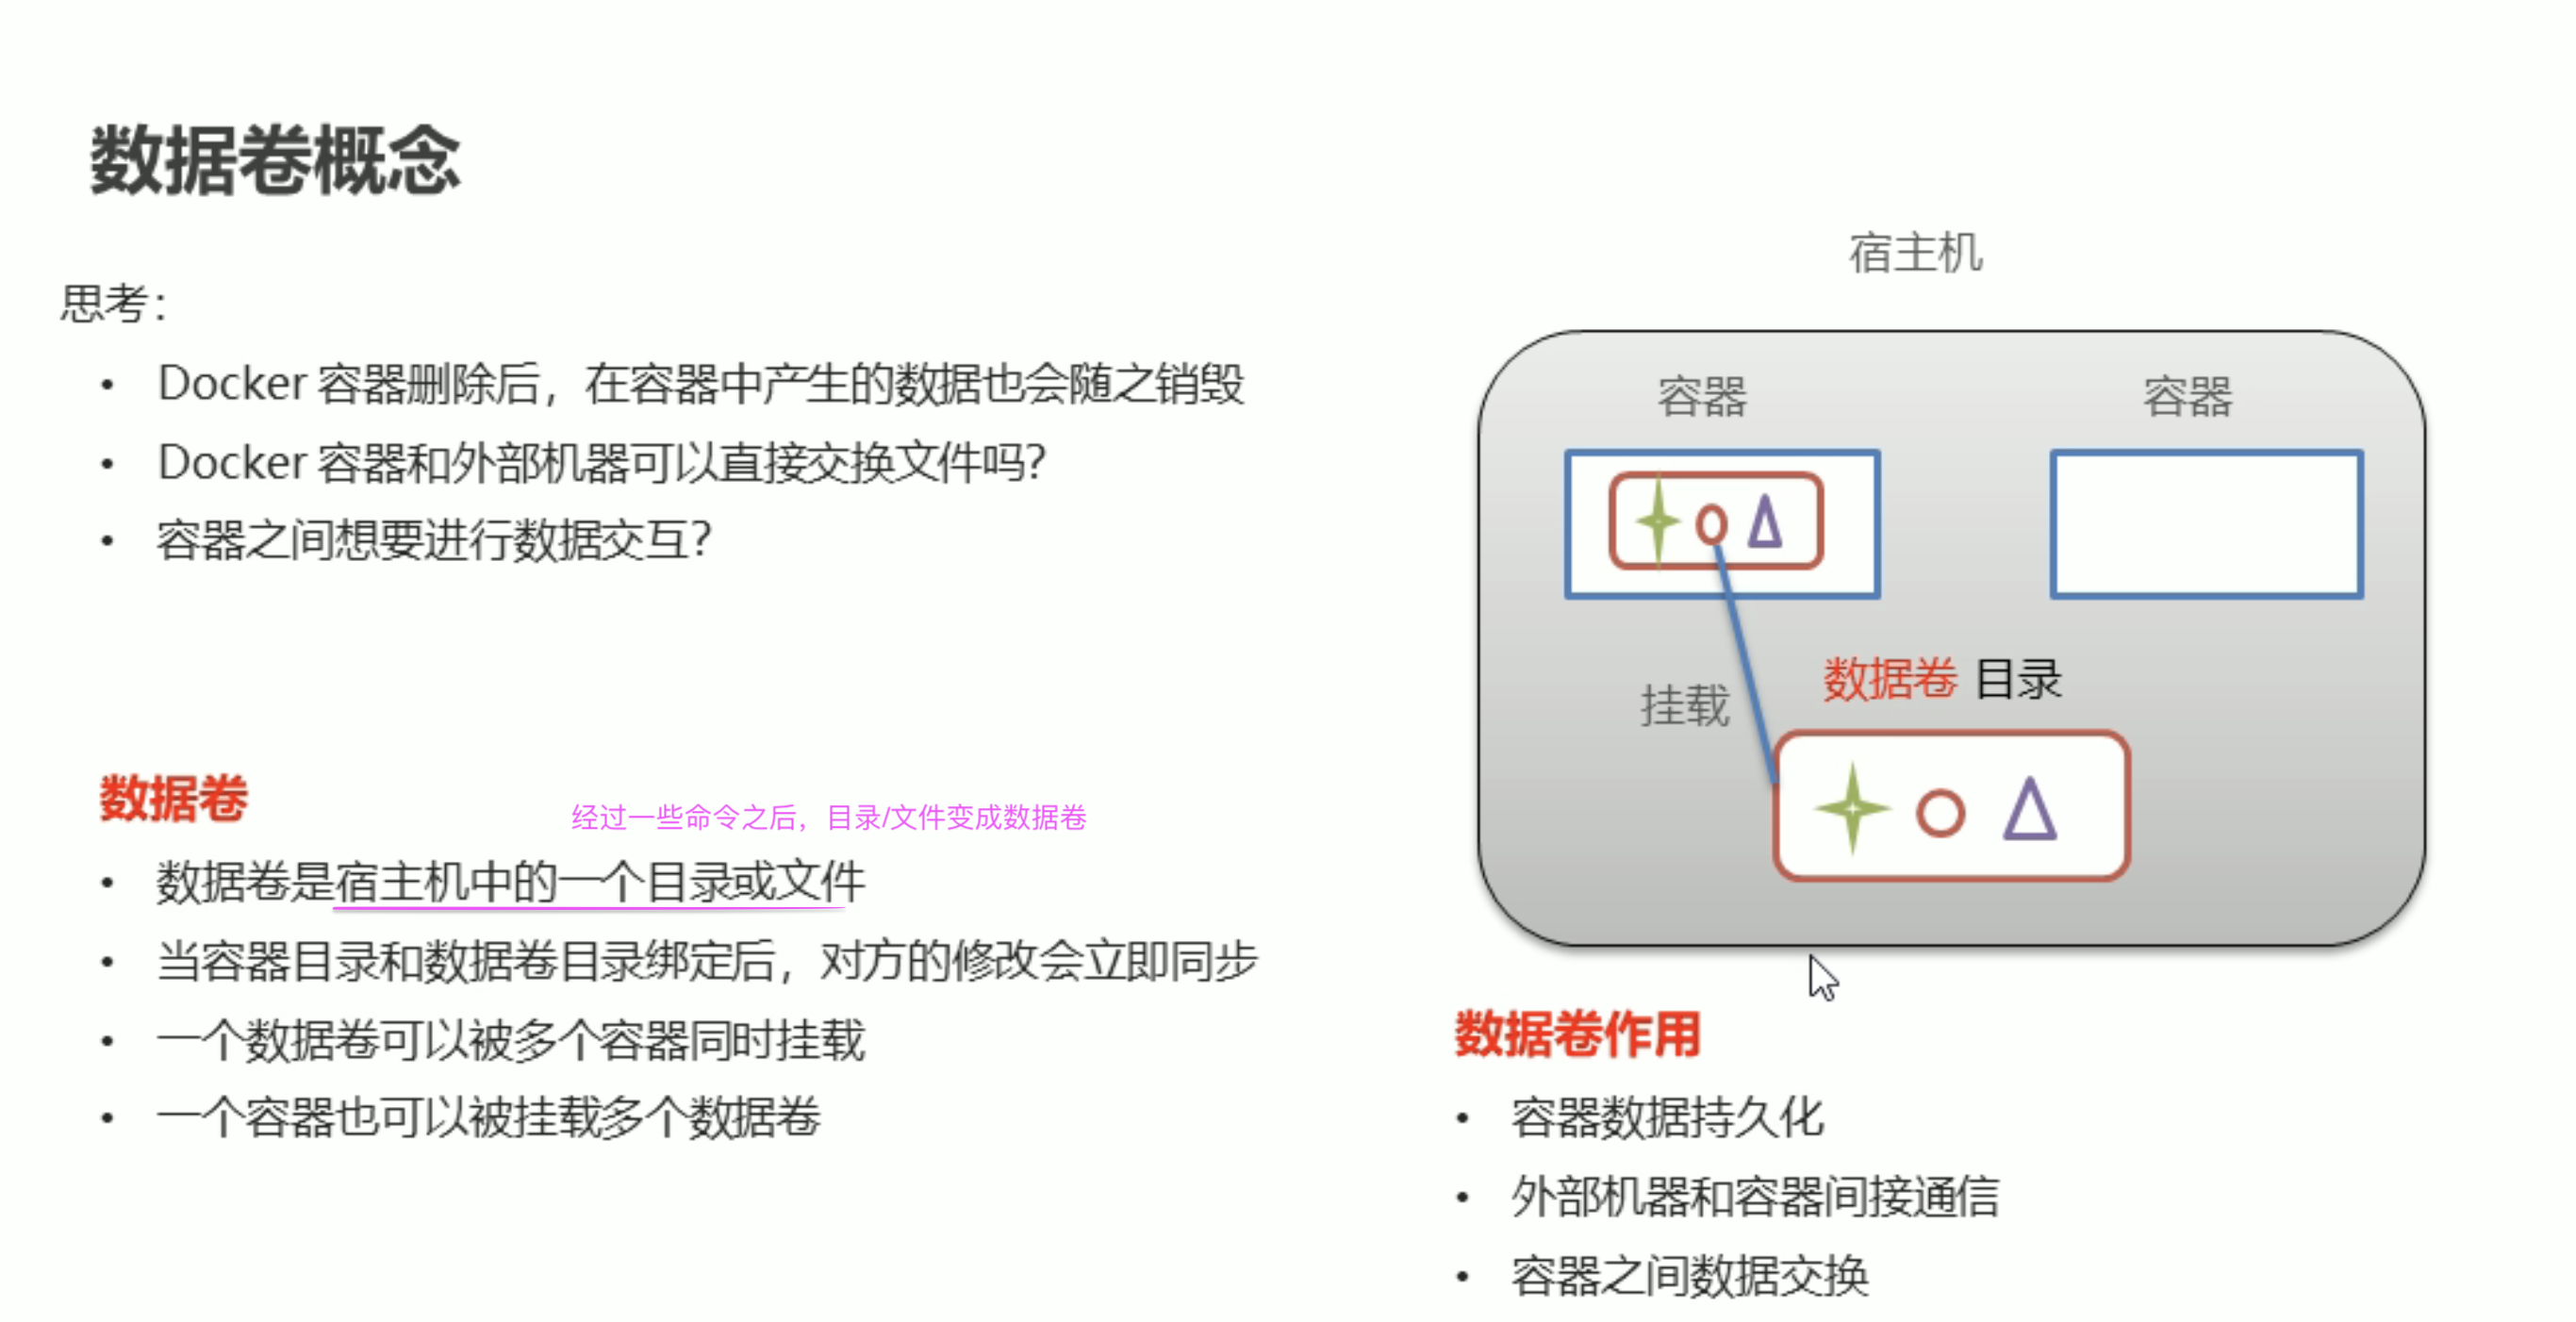 数据卷概念
思考：
• Docker 容器删除后，在容器中产生的数据也会随之销毁
• Docker 容器和外部机器可以直接交换文件吗？
• 容器之间想要进行数据交互？
数据卷
经过一些命令之后，目录/文件变成数据卷
• 数据卷是宿主机中的一个目录或文件
• 当容器目录和数据卷目录绑定后，对方的修改会立即同步
• 一个数据卷可以被多个容器同时挂载
• 一个容器也可以被挂载多个数据卷
宿主机
容器 容器
数据卷 目录
挂载
数据卷作用
• 容器数据持久化
• 外部机器和容器间接通信
• 容器之间数据交换